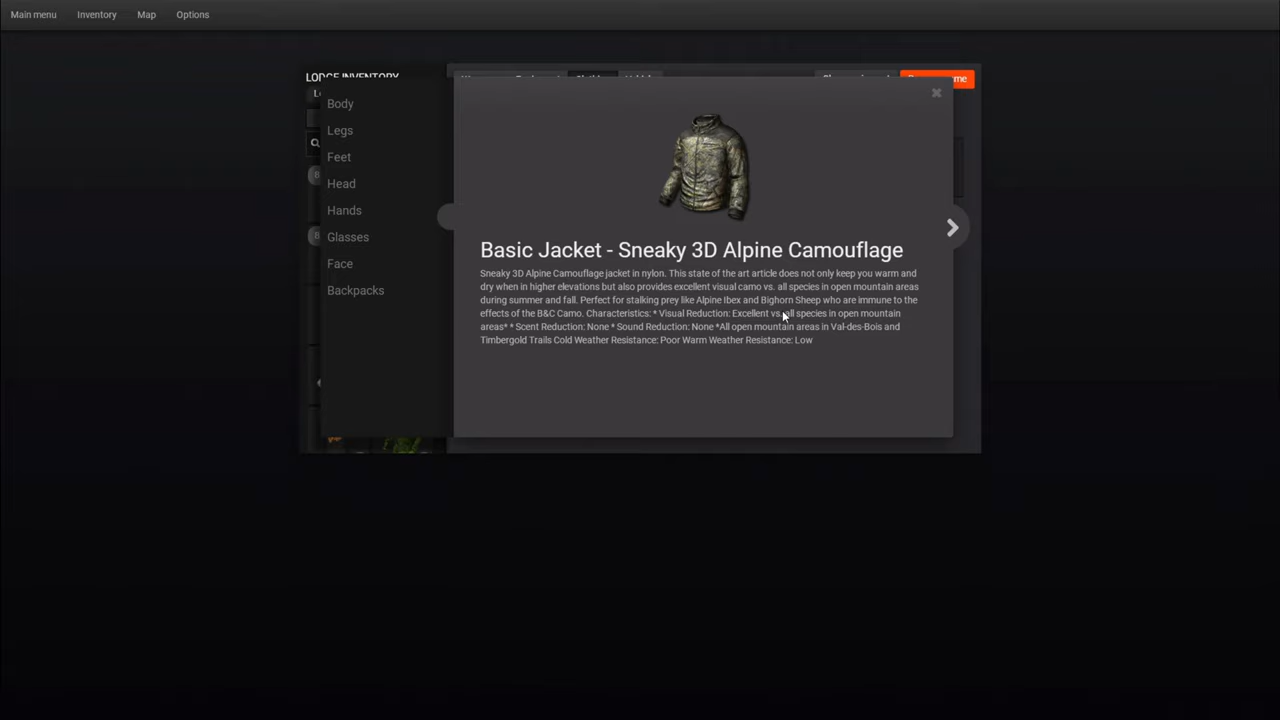 Main menu
Inventory
Map
Options
LODGE INVENTORY
Body
Legs
Feet
Head
Hands
Glasses
Face
Backpacks
Basic Jacket - Sneaky 3D Alpine Camouflage
Sneaky 3D Alpine Camouflage jacket in nylon. This state of the art article does not only keep you warm and
dry when in higher elevations but also provides excellent visual camo vs. all species in open mountain areas
during summer and fall. Perfect for stalking prey like Alpine Ibex and Bighorn Sheep who are immune to the
effects of the B&C Camo. Characteristics: * Visual Reduction: Excellent vs. all species in open mountain
areas* * Scent Reduction: None * Sound Reduction: None *All open mountain areas in Val-des-Bois and
Timbergold Trails Cold Weather Resistance: Poor Warm Weather Resistance: Low